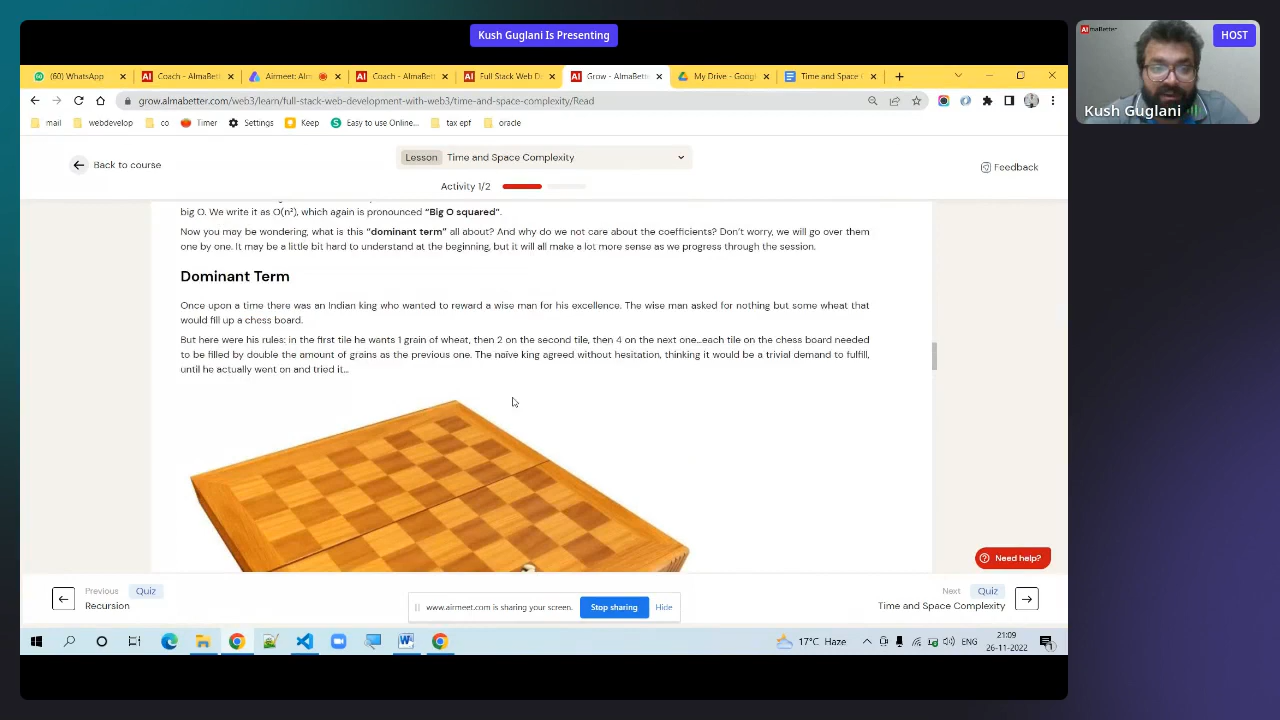 Kush Guglani Is Presenting
HOST
AlmaBetter
Kush Guglani
(60) WhatsApp
Coach - AlmaBett
Airmeet: Alm
Coach - AlmaBett
Full Stack Web De
Grow - AlmaBette
My Drive - Googl
Time and Space
grow.almabetter.com/web3/learn/full-stack-web-development-with-web3/time-and-space-complexity/Read
mail
webdevelop
co
Timer
Settings
Keep
Easy to use Online...
tax eid
oracle
Back to course
Lesson Time and Space Complexity
Feedback
Activity 1/2
big O. We write it as O(n²), which again is pronounced “Big O squared”.
Now you may be wondering, what is this “dominant term” all about? And why do we not care about the coefficients? Don’t worry, we will go over them
one by one. It may be a little bit hard to understand at the beginning, but it will all make a lot more sense as we progress through the session.
Dominant Term
Once upon a time there was an Indian king who wanted to reward a wise man for his excellence. The wise man asked for nothing but some wheat that
would fill up a chess board.
But here were his rules: in the first tile he wants 1 grain of wheat, then 2 on the second tile, then 4 on the next one…each tile on the chess board needed
to be filled by double the amount of grains as the previous one. The naïve king agreed without hesitation, thinking it would be a trivial demand to fulfill,
until he actually went on and tried it…
Need help?
Previous Quiz
Recursion
www.airmeet.com is sharing your screen.
Stop sharing
Hide
Next Quiz
Time and Space Complexity
17°C Haze
ENG
21:09
26-11-2022